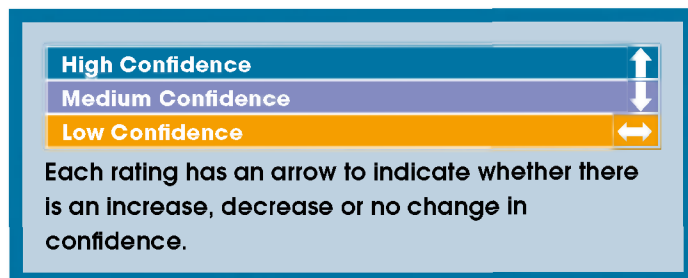 High Confidence
Medium Confidence
Low Confidence
Each rating has an arrow to indicate whether there
is an increase, decrease or no change in
confidence.